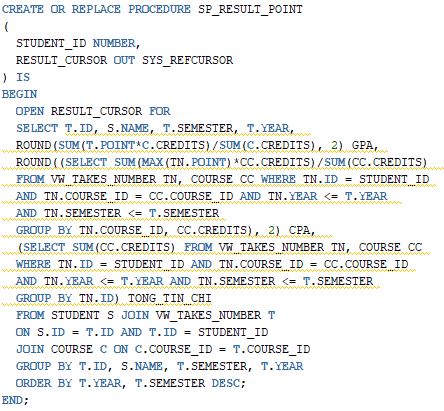 CREATE OR REPLACE PROCEDURE SP_RESULT_POINT
(
STUDENT_ID NUMBER,
RESULT_CURSOR OUT SYS_REFCURSOR
) IS
BEGIN
OPEN RESULT_CURSOR FOR
SELECT T.ID, S.NAME, T.SEMESTER, T.YEAR,
ROUND(SUM(T.POINT*C.CREDITS)/SUM(C.CREDITS), 2) GPA,
ROUND((SELECT SUM(MAX(TN.POINT)*CC.CREDITS)/SUM(CC.CREDITS)
FROM VW_TAKES_NUMBER TN, COURSE CC WHERE TN.ID = STUDENT_ID
AND TN.COURSE_ID = CC.COURSE_ID AND TN.YEAR <= T.YEAR
AND TN.SEMESTER <= T.SEMESTER
GROUP BY TN.COURSE_ID, CC.CREDITS), 2) CPA,
(SELECT SUM(CC.CREDITS) FROM VW_TAKES_NUMBER TN, COURSE CC
WHERE TN.ID = STUDENT_ID AND TN.COURSE_ID = CC.COURSE_ID
AND TN.YEAR <= T.YEAR AND TN.SEMESTER <= T.SEMESTER
GROUP BY TN.ID) TONG_TIN_CHI
FROM STUDENT S JOIN VW_TAKES_NUMBER T
ON S.ID = T.ID AND T.ID = STUDENT_ID
JOIN COURSE C ON C.COURSE_ID = T.COURSE_ID
GROUP BY T.ID, S.NAME, T.SEMESTER, T.YEAR
ORDER BY T.YEAR, T.SEMESTER DESC;
END;